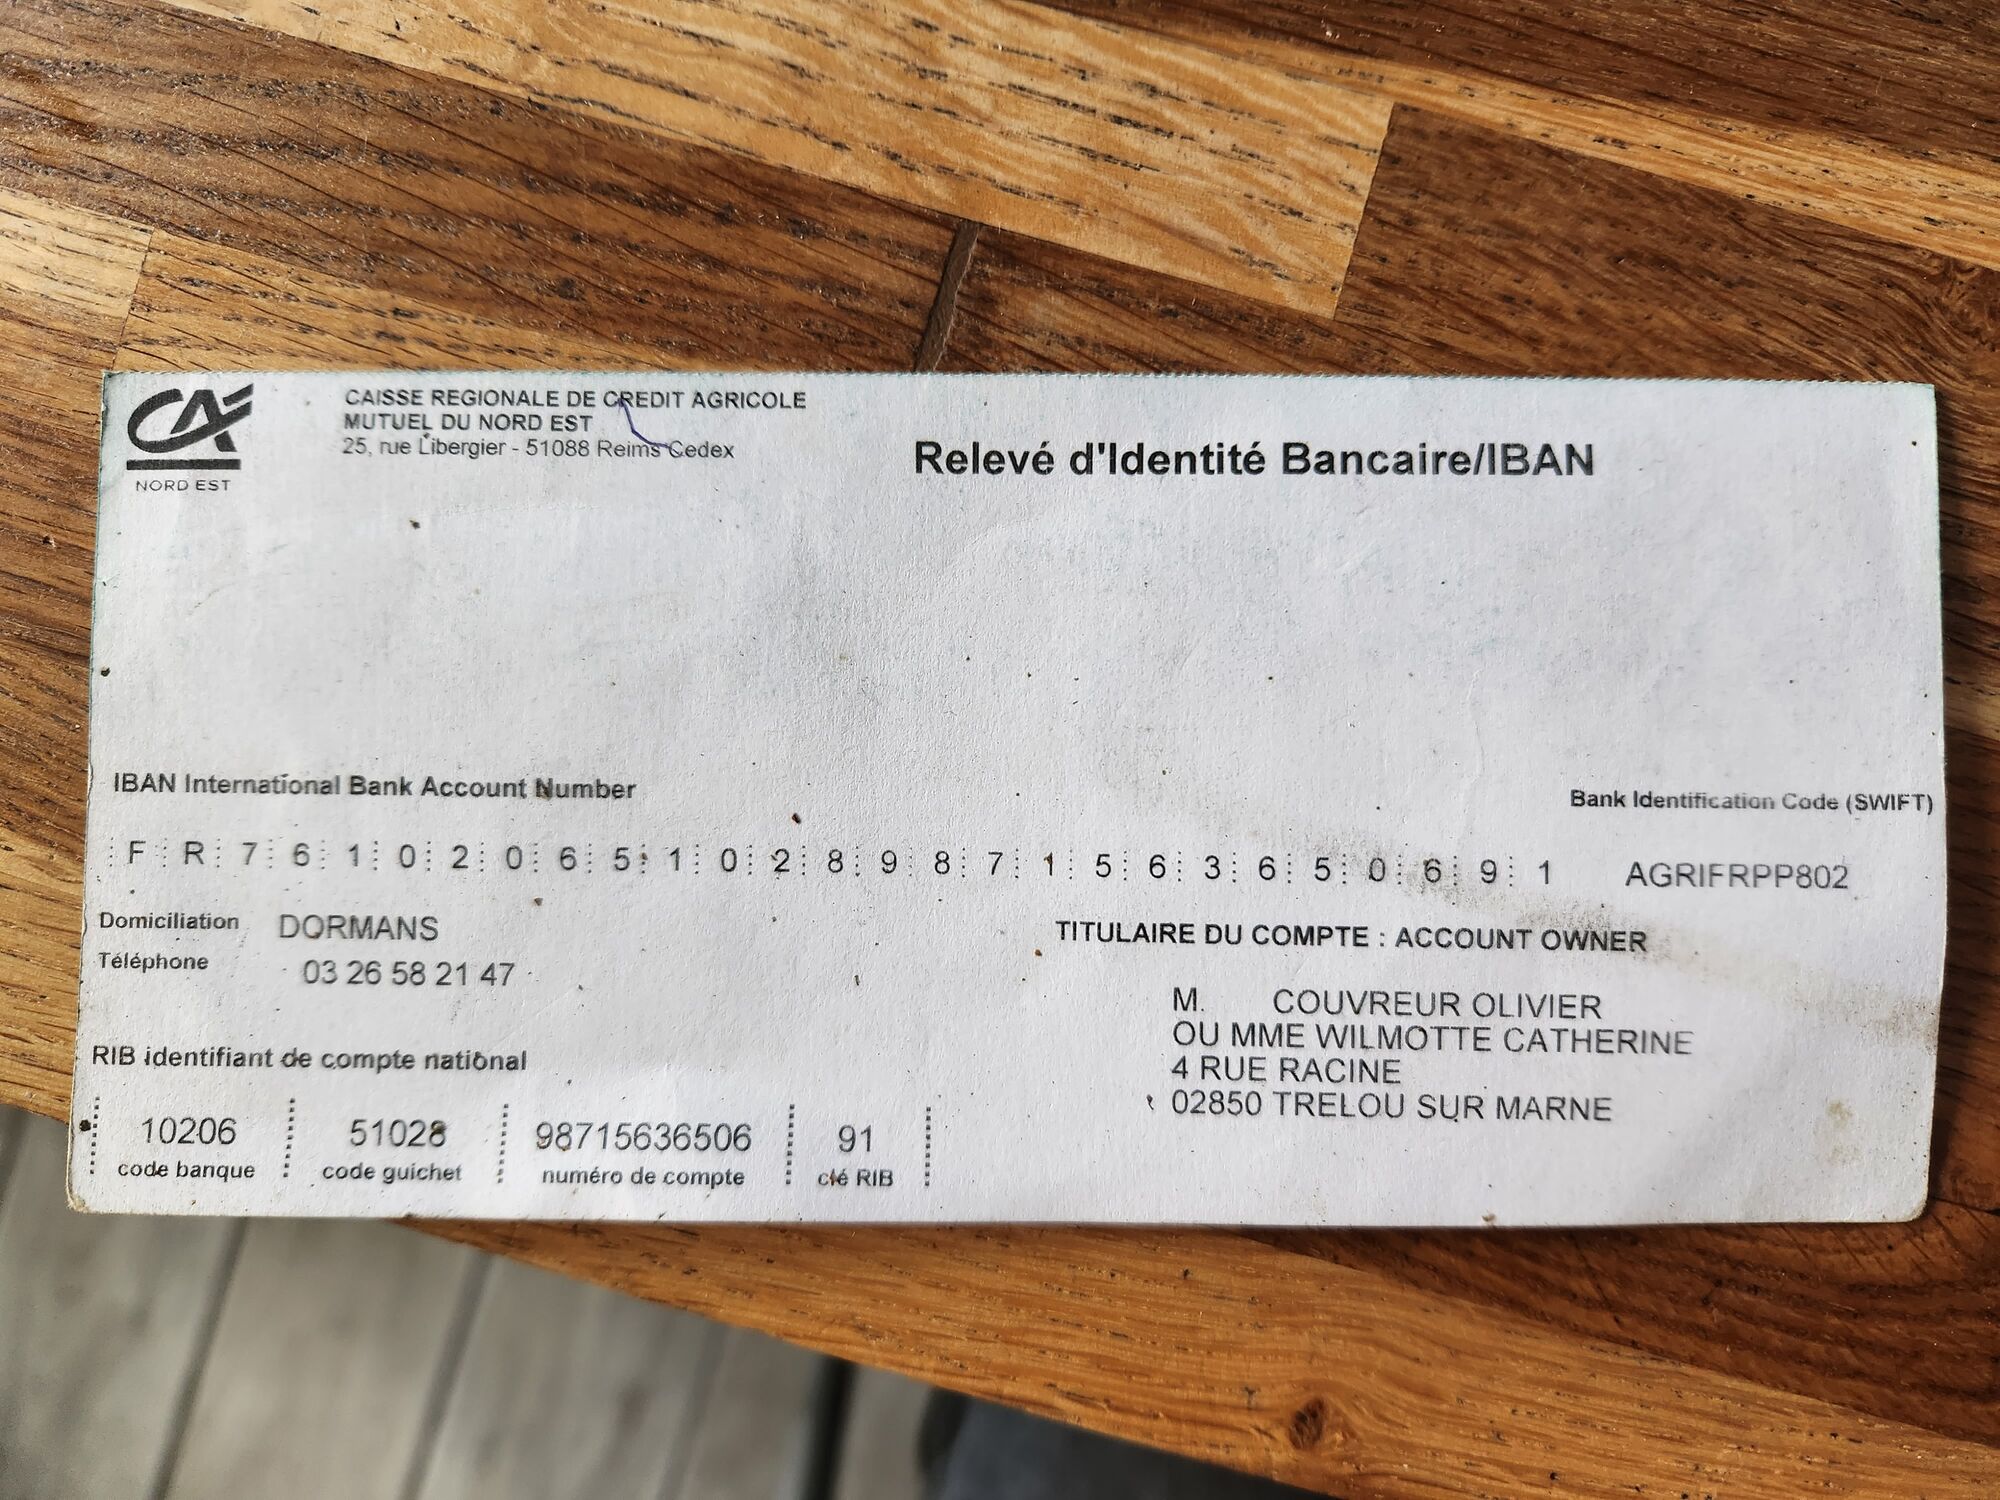 CA
NORD EST
CAISSE REGIONALE DE CREDIT AGRICOLE
MUTUEL DU NORD EST
25, rue Libergier - 51088 Reims Cedex
Relevé d'Identité Bancaire/IBAN
IBAN International Bank Account Number
Bank Identification Code (SWIFT)
F R 7 6 1 0 2 0 6 5 1 0 2 8 9 8 7 1 5 6 3 6 5 0 6 9 1 AGRIFRPP802
Domiciliation DORMANS
Téléphone 03 26 58 21 47
TITULAIRE DU COMPTE : ACCOUNT OWNER
M. COUVREUR OLIVIER
OU MME WILMOTTE CATHERINE
4 RUE RACINE
02850 TRELOU SUR MARNE
RIB identifiant de compte national
10206 51028 98715636506 91
code banque code guichet numéro de compte clé RIB